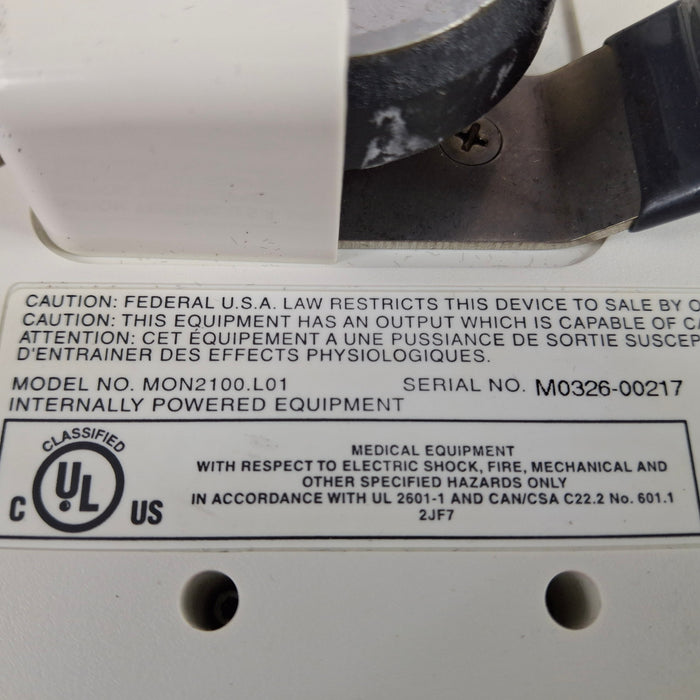 CAUTION: FEDERAL U.S.A. LAW RESTRICTS THIS DEVICE TO SALE BY
CAUTION: THIS EQUIPMENT HAS AN OUTPUT WHICH IS CAPABLE OF
ATTENTION: CET ÉQUIPEMENT A UNE PUSSIANCE DE SORTIE
D'ENTRAINER DES EFFECTS PHYSIOLOGIQUES.
MODEL NO. MON2100.L01 SERIAL NO. M0326-00217
INTERNALLY POWERED EQUIPMENT
CLASSIFIED
C UL US
MEDICAL EQUIPMENT
WITH RESPECT TO ELECTRIC SHOCK, FIRE, MECHANICAL AND
OTHER SPECIFIED HAZARDS ONLY
IN ACCORDANCE WITH UL 2601-1 AND CAN/CSA C22.2 No. 601.1
2JF7